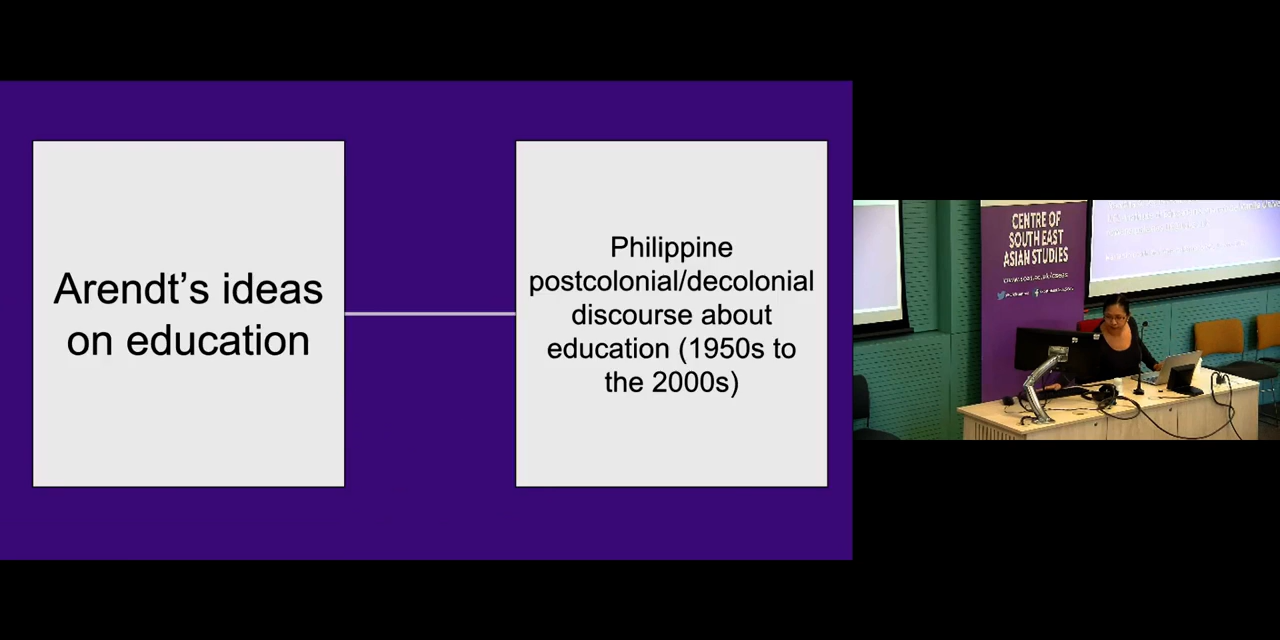 Arendt's ideas
on education
Philippine
postcolonial/decolonial
discourse about
education (1950s to
the 2000s)
CENTRE OF
SOUTH EAST
ASIAN STUDIES